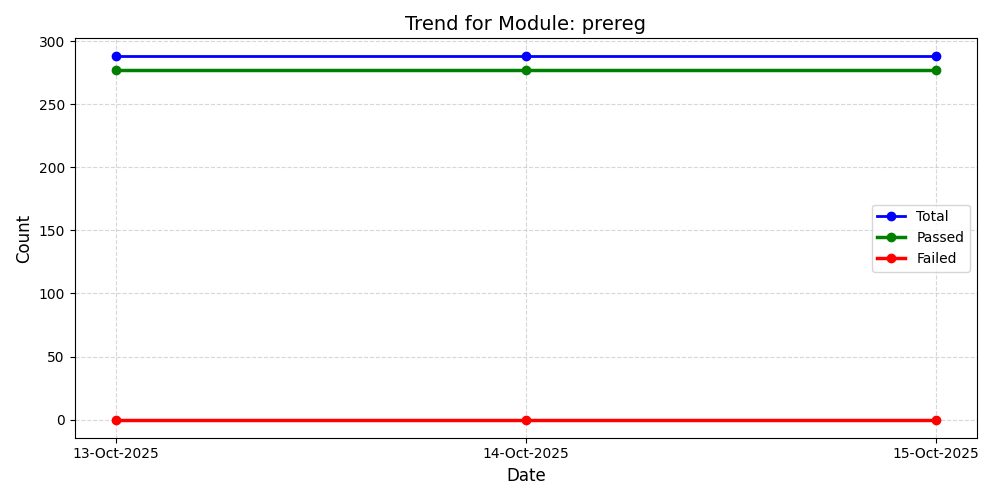 Trend for Module: prereg
300
250
200
150
100
50
0
Count
Total
Passed
Failed
13-Oct-2025
14-Oct-2025
15-Oct-2025
Date